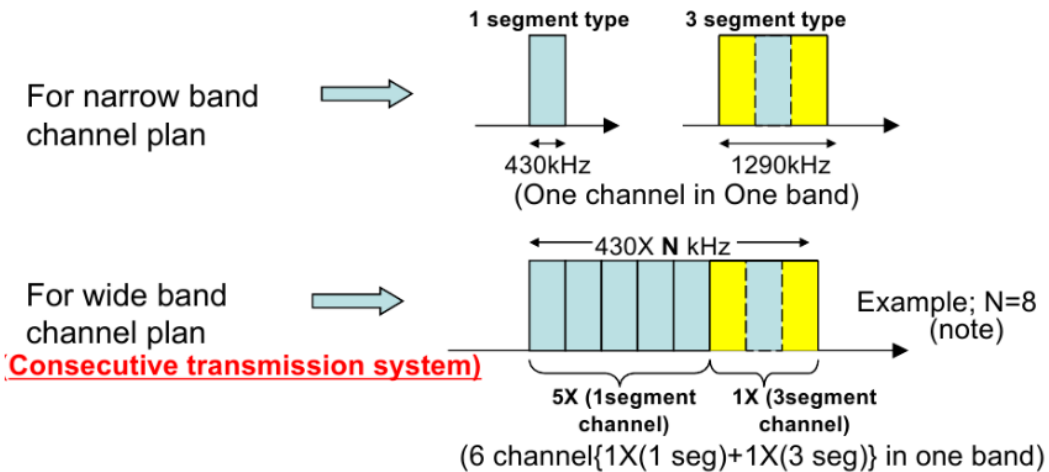 1 segment type
3 segment type
For narrow band
channel plan
430kHz
1290kHz
(One channel in One band)
430X N kHz
For wide band
channel plan
(Consecutive transmission system)
Example; N=8
(note)
5X (1segment
channel)
1X (3segment
channel)
(6 channel{1X(1 seg)+1X(3 seg)} in one band)